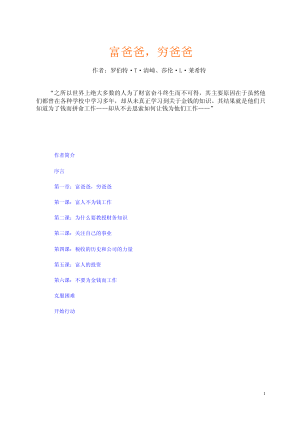 富爸爸，穷爸爸
作者：罗伯特·T·清崎、莎伦·L·莱希特
“之所以世界上绝大多数的人为了财富奋斗终生而不可得，其主要原因在于虽然他
们都曾在各种学校中学习多年，却从未真正学习到关于金钱的知识。其结果就是他们只
知道为了钱而拼命工作——却从不去思索如何让钱为他们工作——”
作者简介
序言
第一章：富爸爸、穷爸爸
第一课：富人不为钱工作
第二课：为什么要教授财务知识
第三课：关注自己的事业
第四课：税收的历史和公司的力量
第五课：富人的投资
第六课：不要为金钱而工作
克服困难
开始行动
1